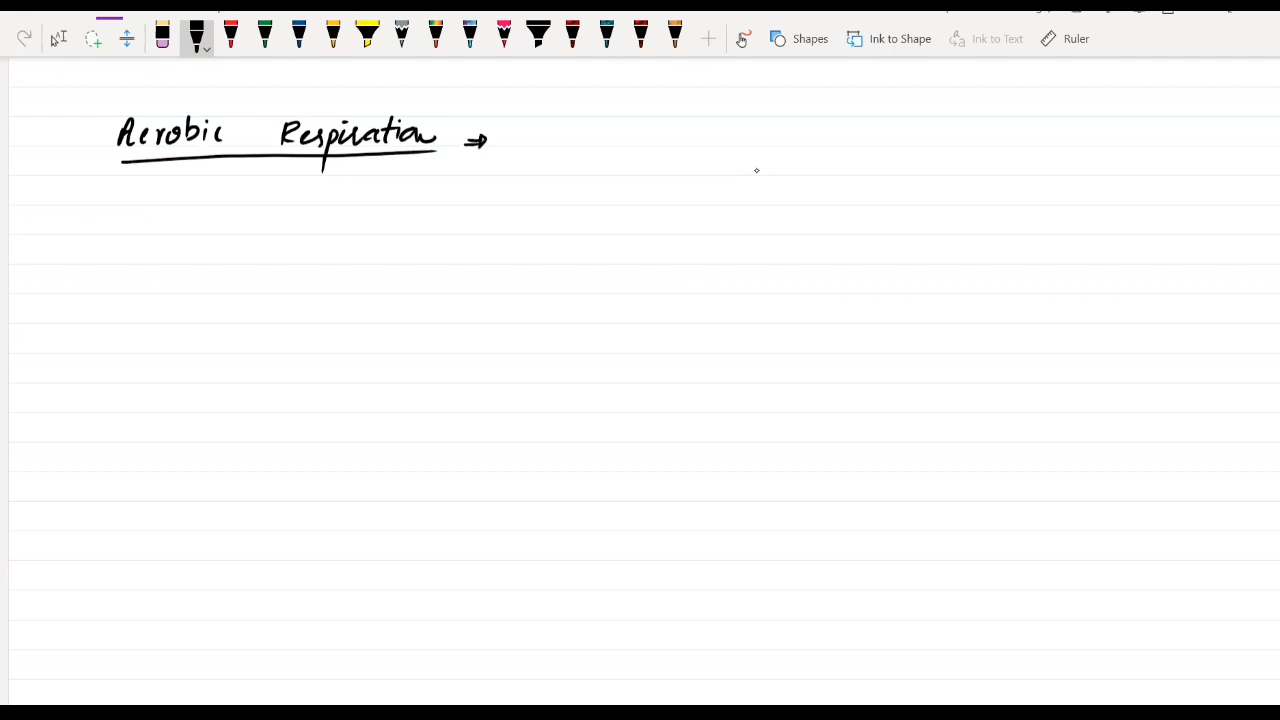 Shapes Ink to Shape Ink to Text Ruler
Aerobic Respiration ⇒